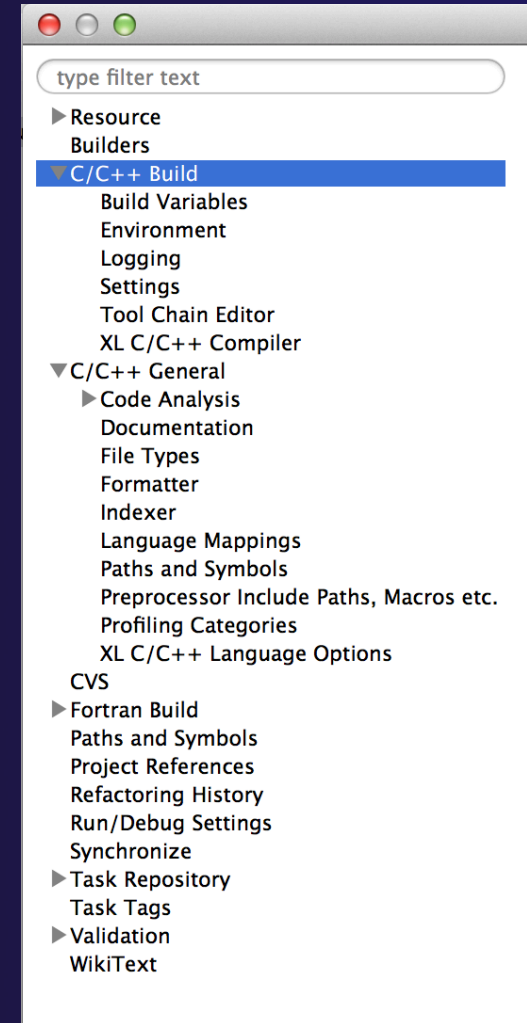 type filter text
Resource
Builders
C/C++ Build
Build Variables
Environment
Logging
Settings
Tool Chain Editor
XL C/C++ Compiler
C/C++ General
Code Analysis
Documentation
File Types
Formatter
Indexer
Language Mappings
Paths and Symbols
Preprocessor Include Paths, Macros etc.
Profiling Categories
XL C/C++ Language Options
CVS
Fortran Build
Paths and Symbols
Project References
Refactoring History
Run/Debug Settings
Synchronize
Task Repository
Task Tags
Validation
WikiText